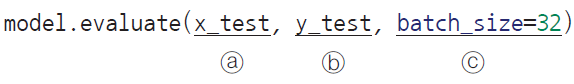 model.evaluate(x_test, y_test, batch_size=32)
ⓐ ⓑ ⓒ